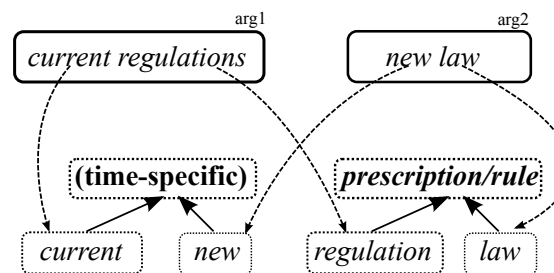 arg1
arg2
current regulations
new law
(time-specific)
prescription/rule
current
new
regulation
law